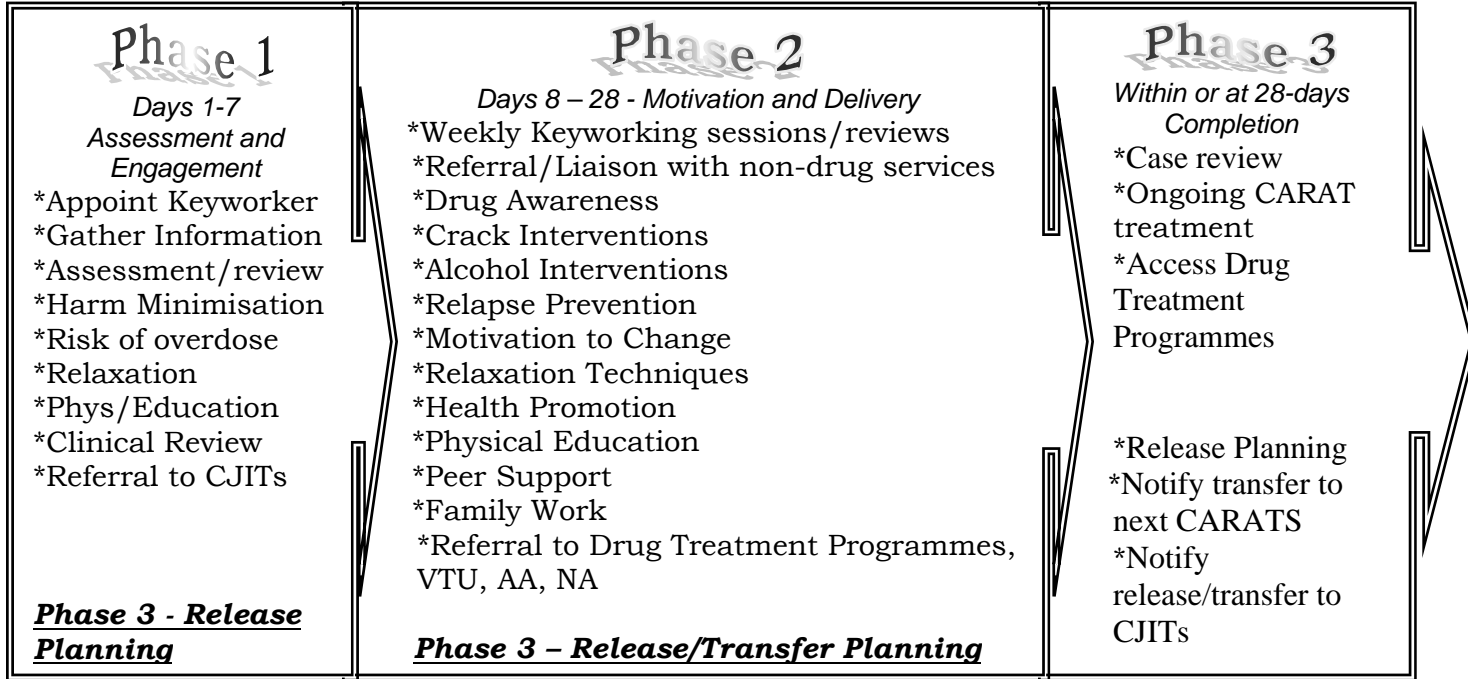 Phase 1
Days 1-7
Assessment and
Engagement
*Appoint Keyworker
*Gather Information
*Assessment/review
*Harm Minimisation
*Risk of overdose
*Relaxation
*Phys/Education
*Clinical Review
*Referral to CJITs
Phase 3 - Release
Planning
Phase 2
Days 8 – 28 - Motivation and Delivery
*Weekly Keyworking sessions/reviews
*Referral/Liaison with non-drug services
*Drug Awareness
*Crack Interventions
*Alcohol Interventions
*Relapse Prevention
*Motivation to Change
*Relaxation Techniques
*Health Promotion
*Physical Education
*Peer Support
*Family Work
*Referral to Drug Treatment Programmes,
VTU, AA, NA
Phase 3 – Release/Transfer Planning
Phase 3
Within or at 28-days
Completion
*Case review
*Ongoing CARAT
treatment
*Access Drug
Treatment
Programmes
*Release Planning
*Notify transfer to
next CARATS
*Notify
release/transfer to
CJITs